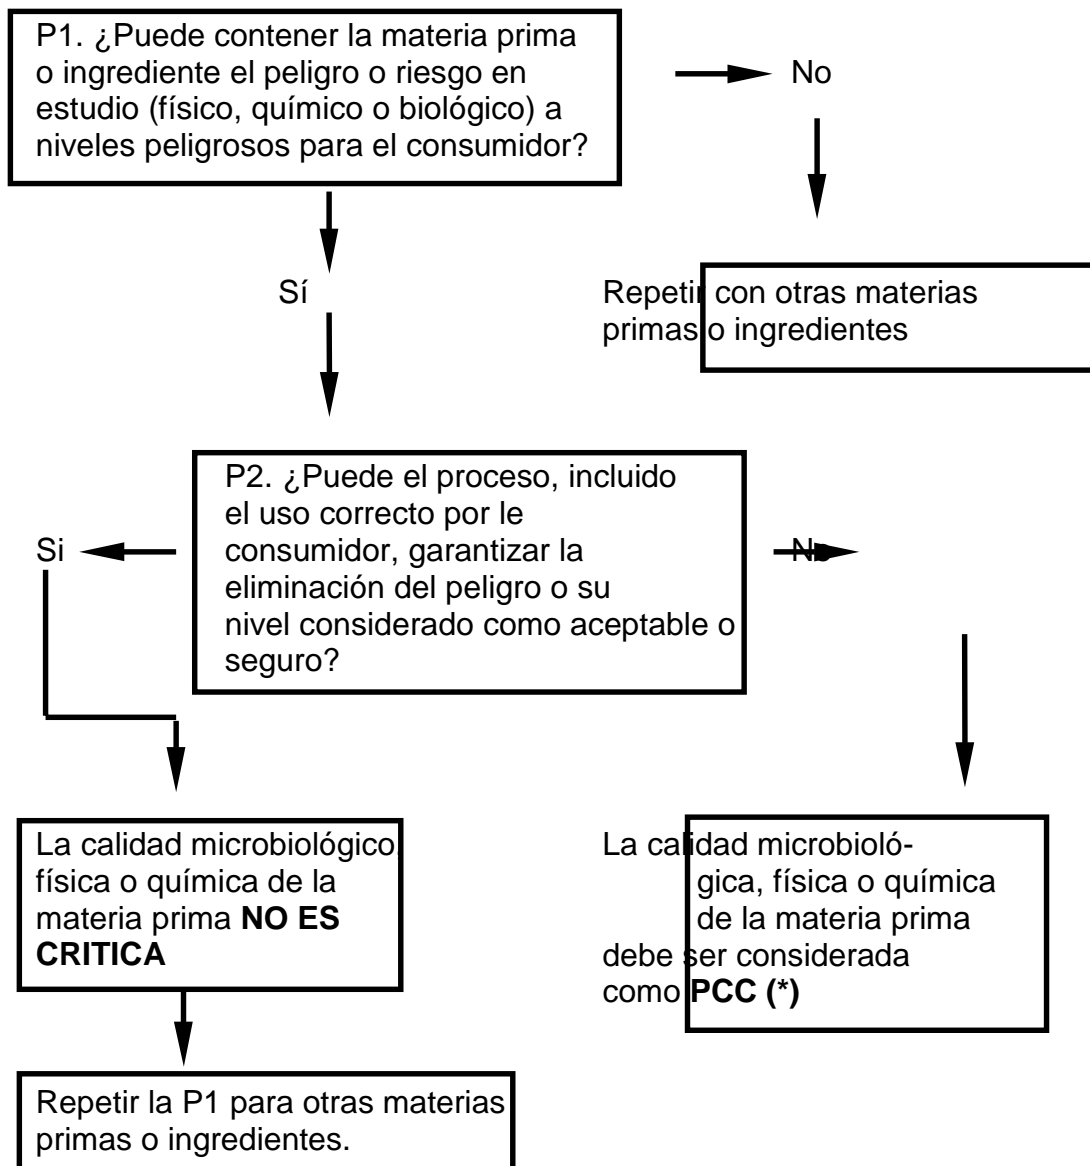 P1. ¿Puede contener la materia prima
o ingrediente el peligro o riesgo en
estudio (físico, químico o biológico) a
niveles peligrosos para el consumidor?
No
Sí
Repetir con otras materias
primas o ingredientes
P2. ¿Puede el proceso, incluido
el uso correcto por le
consumidor, garantizar la
eliminación del peligro o su
nivel considerado como aceptable o
seguro?
Si
No
La calidad microbiológico,
física o química de la
materia prima NO ES
CRITICA
La calidad microbioló-
gica, física o química
de la materia prima
debe ser considerada
como PCC (*)
Repetir la P1 para otras materias
primas o ingredientes.